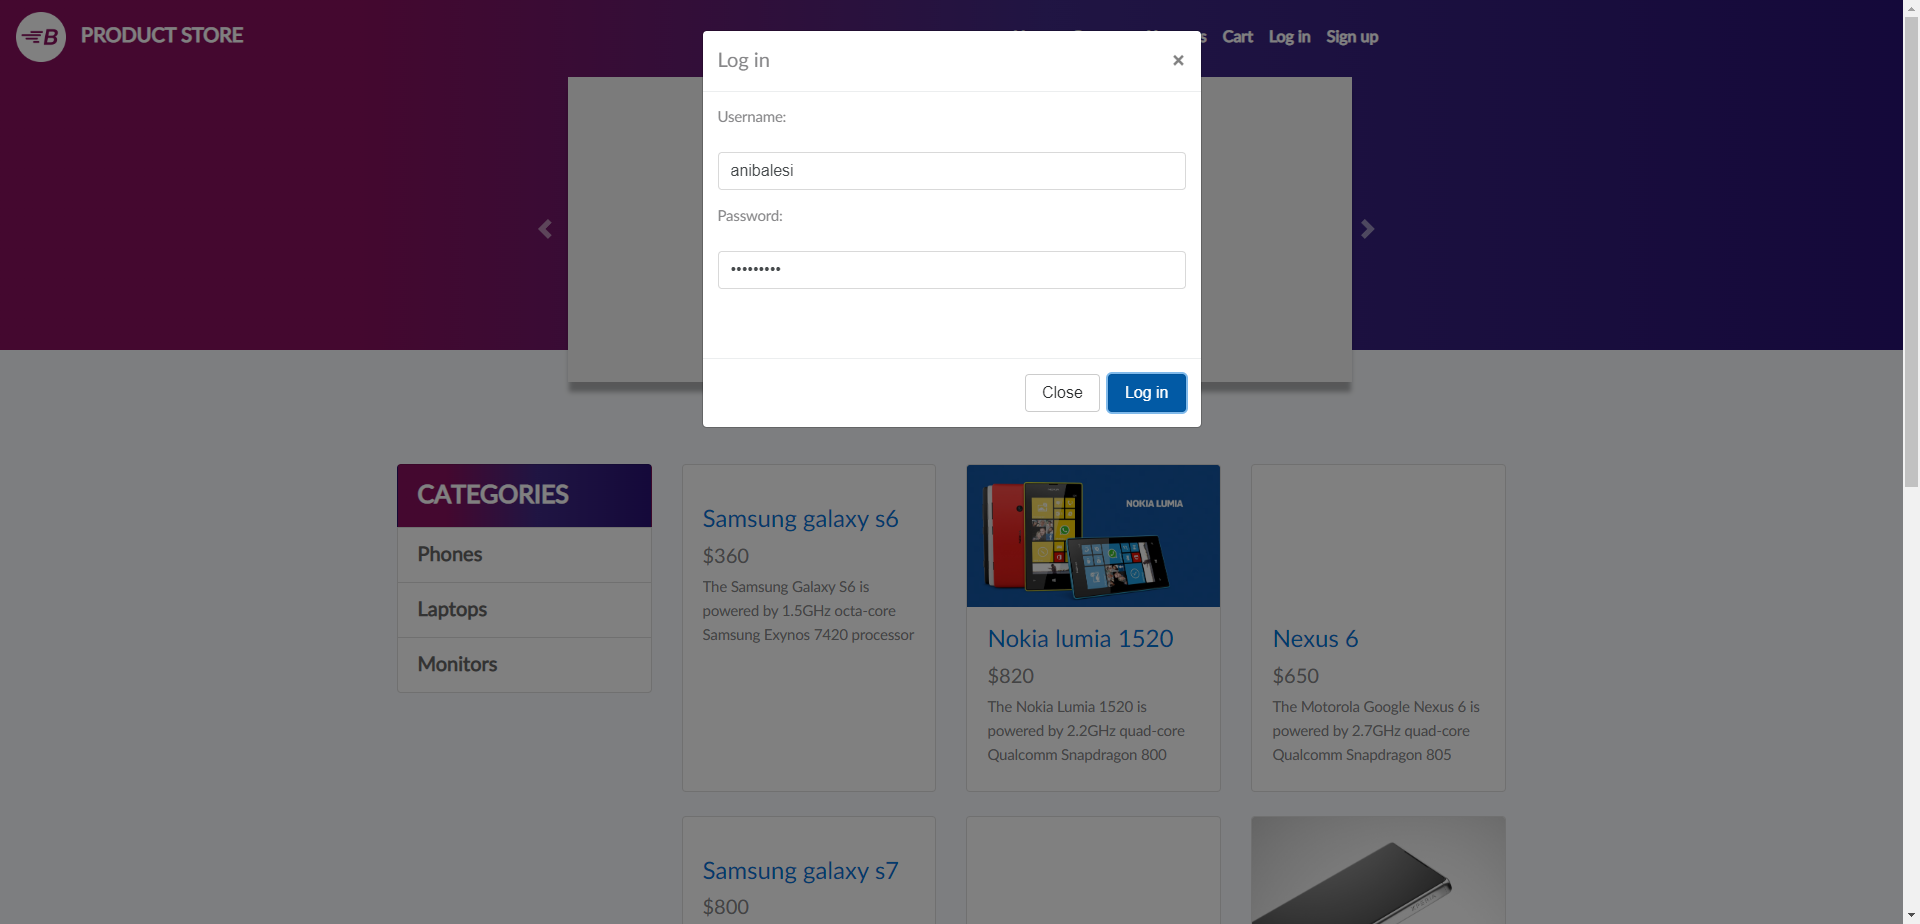 B PRODUCT STORE
Cart Log in Sign up
Log in ×
Username:
anibalesi
Password:
•••••••••
Close Log in
CATEGORIES
Phones
Laptops
Monitors
Samsung galaxy s6
$360
The Samsung Galaxy S6 is
powered by 1.5GHz octa-core
Samsung Exynos 7420 processor
NOKIA LUMIA
Nokia lumia 1520
$820
The Nokia Lumia 1520 is
powered by 2.2GHz quad-core
Qualcomm Snapdragon 800
Nexus 6
$650
The Motorola Google Nexus 6 is
powered by 2.7GHz quad-core
Qualcomm Snapdragon 805
Samsung galaxy s7
$800
XPERIA